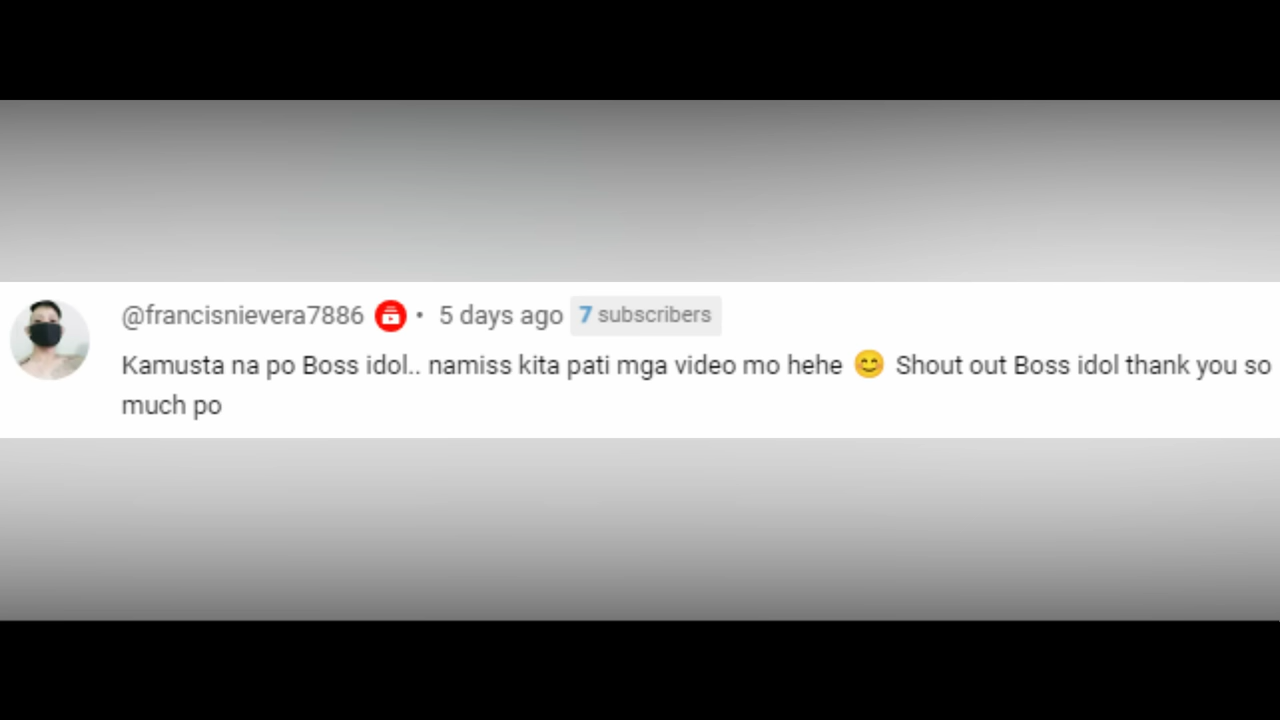 @francisnievera7886 • 5 days ago 7 subscribers
Kamusta na po Boss idol.. namiss kita pati mga video mo hehe 😊 Shout out Boss idol thank you so
much po